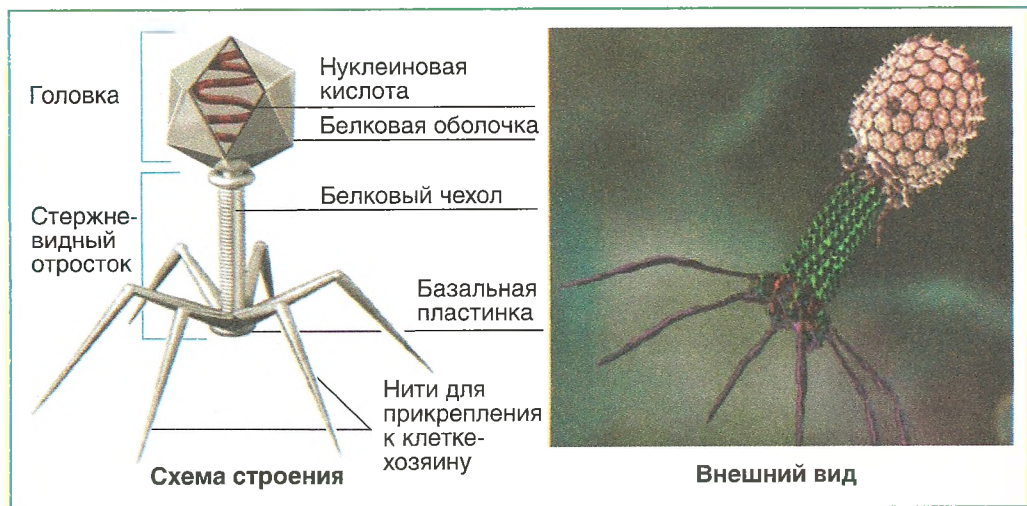 Головка
Нуклеиновая
кислота
Белковая оболочка
Стержне-
видный
отросток
Белковый чехол
Базальная
пластинка
Нити для
прикрепления
к клетке-
хозяину
Схема строения
Внешний вид